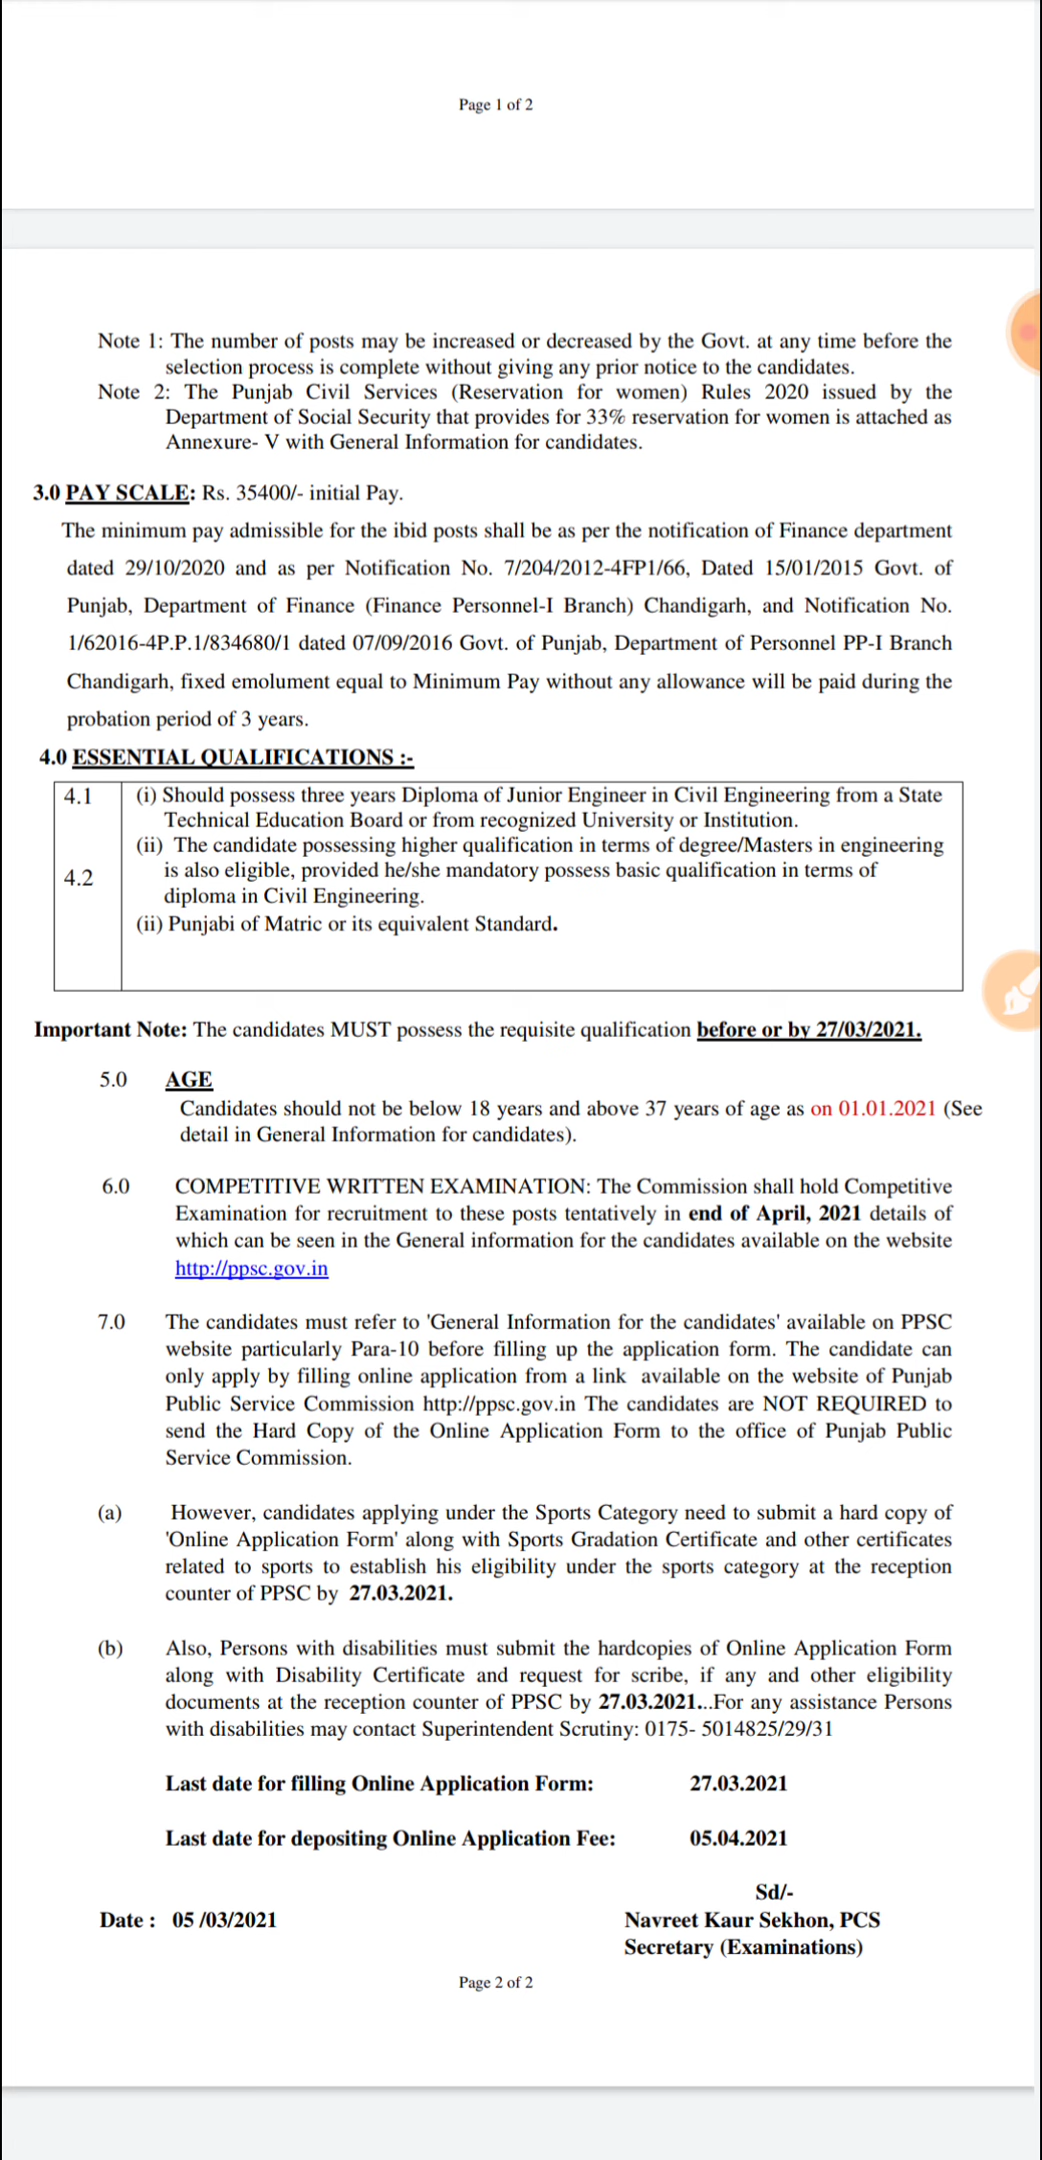 Page 1 of 2
Note 1: The number of posts may be increased or decreased by the Govt. at any time before the
selection process is complete without giving any prior notice to the candidates.
Note 2: The Punjab Civil Services (Reservation for women) Rules 2020 issued by the
Department of Social Security that provides for 33% reservation for women is attached as
Annexure- V with General Information for candidates.
3.0 PAY SCALE: Rs. 35400/- initial Pay.
The minimum pay admissible for the ibid posts shall be as per the notification of Finance department
dated 29/10/2020 and as per Notification No. 7/204/2012-4FP1/66, Dated 15/01/2015 Govt. of
Punjab, Department of Finance (Finance Personnel-I Branch) Chandigarh, and Notification No.
1/62016-4P.P.1/834680/1 dated 07/09/2016 Govt. of Punjab, Department of Personnel PP-I Branch
Chandigarh, fixed emolument equal to Minimum Pay without any allowance will be paid during the
probation period of 3 years.
4.0 ESSENTIAL QUALIFICATIONS :-
4.1 (i) Should possess three years Diploma of Junior Engineer in Civil Engineering from a State
Technical Education Board or from recognized University or Institution.
(ii) The candidate possessing higher qualification in terms of degree/Masters in engineering
4.2 is also eligible, provided he/she mandatory possess basic qualification in terms of
diploma in Civil Engineering.
(ii) Punjabi of Matric or its equivalent Standard.
Important Note: The candidates MUST possess the requisite qualification before or by 27/03/2021.
5.0 AGE
Candidates should not be below 18 years and above 37 years of age as on 01.01.2021 (See
detail in General Information for candidates).
6.0 COMPETITIVE WRITTEN EXAMINATION: The Commission shall hold Competitive
Examination for recruitment to these posts tentatively in end of April, 2021 details of
which can be seen in the General information for the candidates available on the website
http://ppsc.gov.in
7.0 The candidates must refer to 'General Information for the candidates' available on PPSC
website particularly Para-10 before filling up the application form. The candidate can
only apply by filling online application from a link available on the website of Punjab
Public Service Commission http://ppsc.gov.in The candidates are NOT REQUIRED to
send the Hard Copy of the Online Application Form to the office of Punjab Public
Service Commission.
(a) However, candidates applying under the Sports Category need to submit a hard copy of
'Online Application Form' along with Sports Gradation Certificate and other certificates
related to sports to establish his eligibility under the sports category at the reception
counter of PPSC by 27.03.2021.
(b) Also, Persons with disabilities must submit the hardcopies of Online Application Form
along with Disability Certificate and request for scribe, if any and other eligibility
documents at the reception counter of PPSC by 27.03.2021...For any assistance Persons
with disabilities may contact Superintendent Scrutiny: 0175- 5014825/29/31
Last date for filling Online Application Form: 27.03.2021
Last date for depositing Online Application Fee: 05.04.2021
Sd/-
Date : 05 /03/2021 Navreet Kaur Sekhon, PCS
Secretary (Examinations)
Page 2 of 2